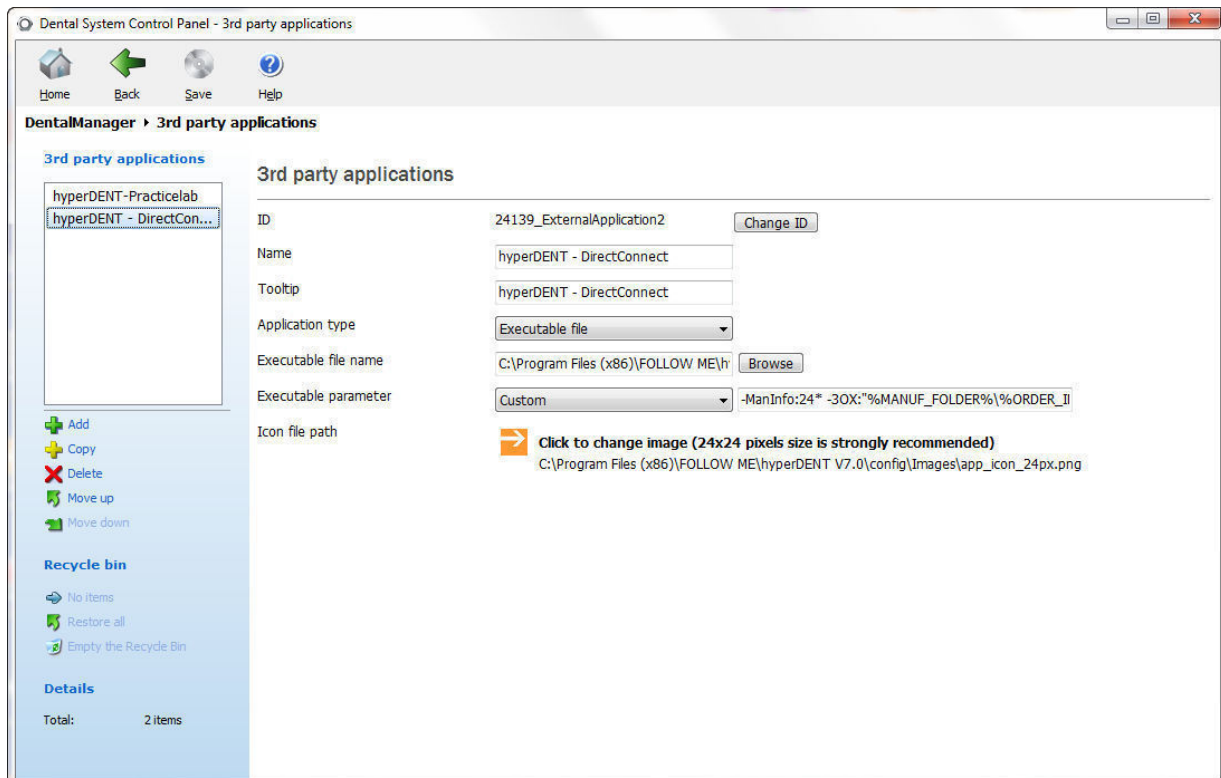 Dental System Control Panel - 3rd party applications
Home Back Save Help
DentalManager ▸ 3rd party applications
3rd party applications
hyperDENT-Practicelab
hyperDENT - DirectCon...
Add
Copy
Delete
Move up
Move down
Recycle bin
No items
Restore all
Empty the Recycle Bin
Details
Total: 2 items
3rd party applications
ID 24139_ExternalApplication2 Change ID
Name hyperDENT - DirectConnect
Tooltip hyperDENT - DirectConnect
Application type Executable file
Executable file name C:\Program Files (x86)\FOLLOW ME\h Browse
Executable parameter Custom -ManInfo:24* -3OX:"%MANUF_FOLDER%\%ORDER_I
Icon file path Click to change image (24x24 pixels size is strongly recommended)
C:\Program Files (x86)\FOLLOW ME\hyperDENT V7.0\config\Images\app_icon_24px.png